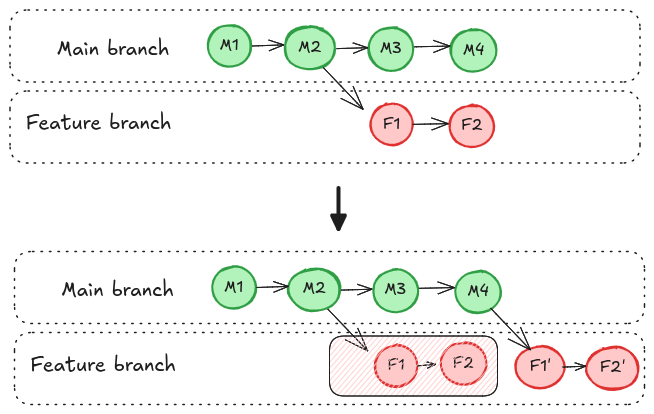 Main branch M1 M2 M3 M4
Feature branch F1 F2
Main branch M1 M2 M3 M4
Feature branch F1 F2 F1' F2'